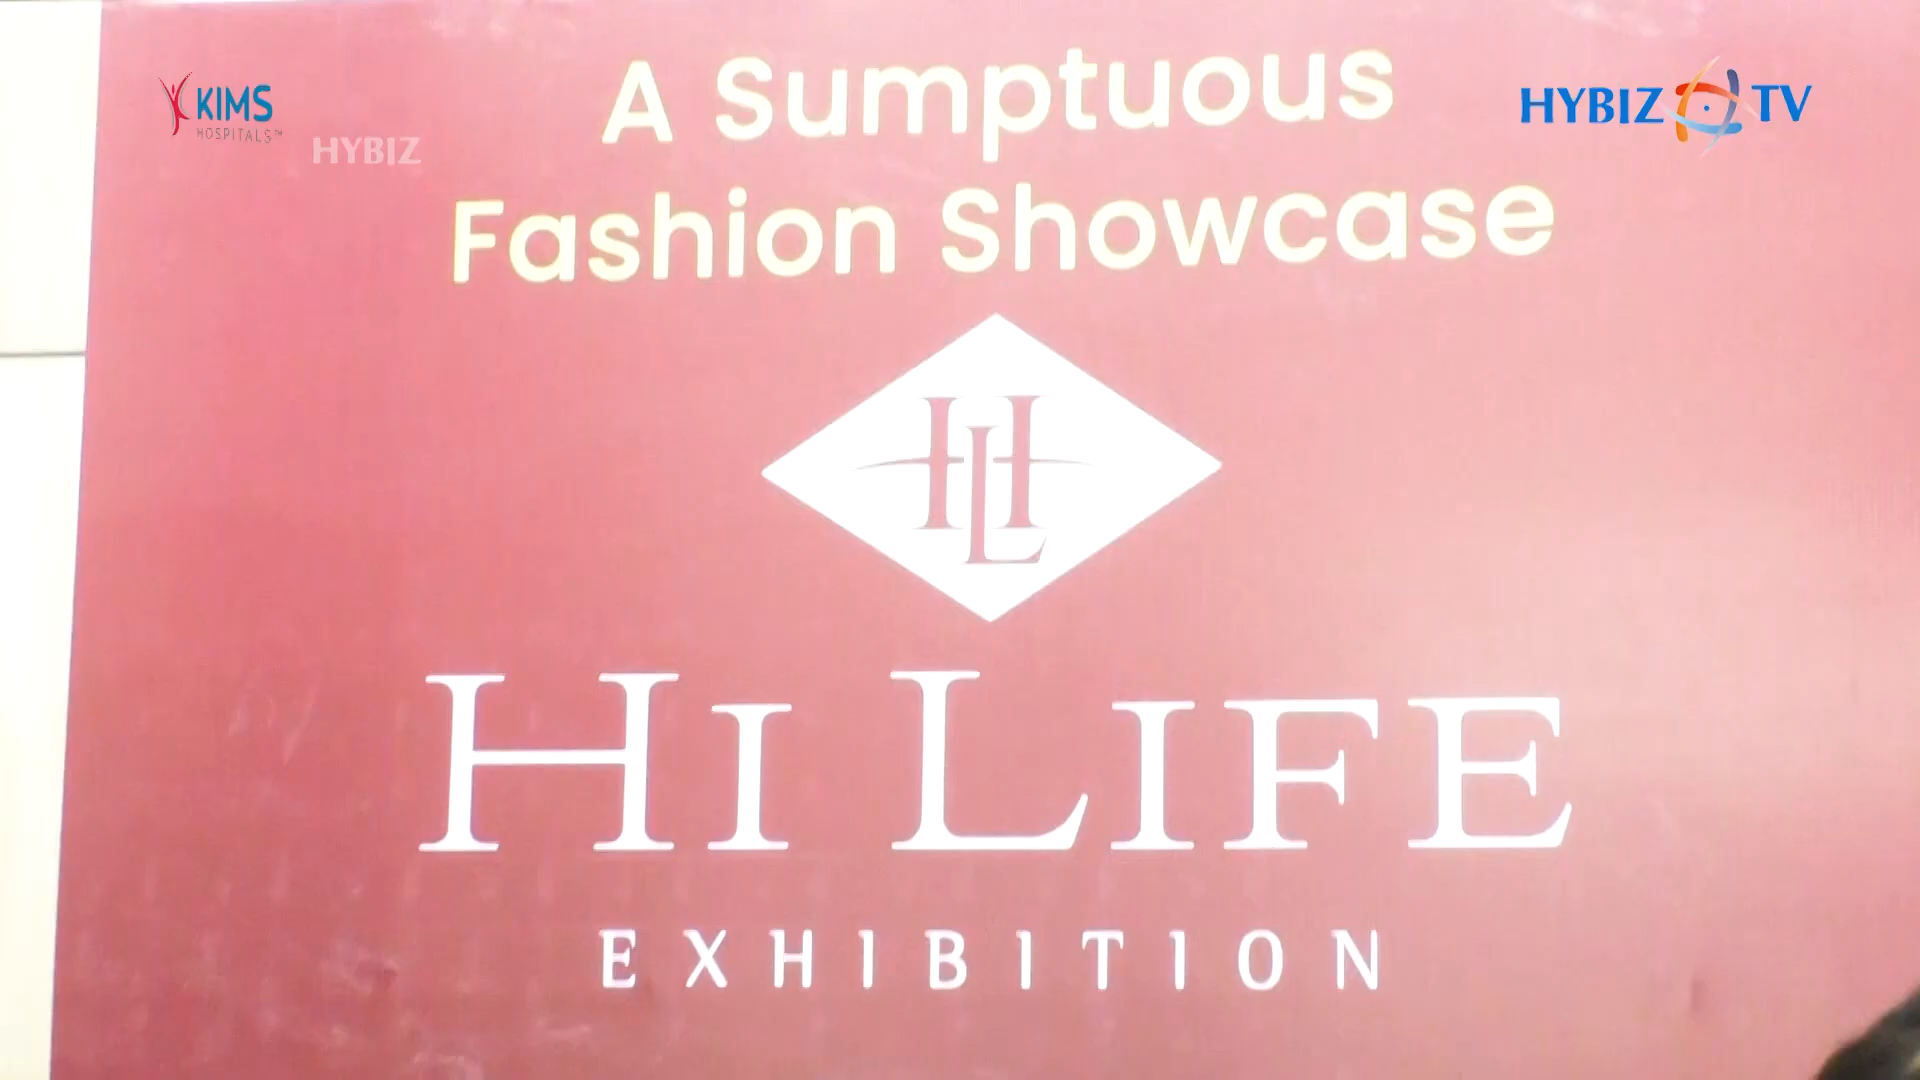 A Sumptuous
Fashion Showcase
KIMS
HOSPITALS™
HYBIZ
HYBIZ TV
HL
HI LIFE
EXHIBITION